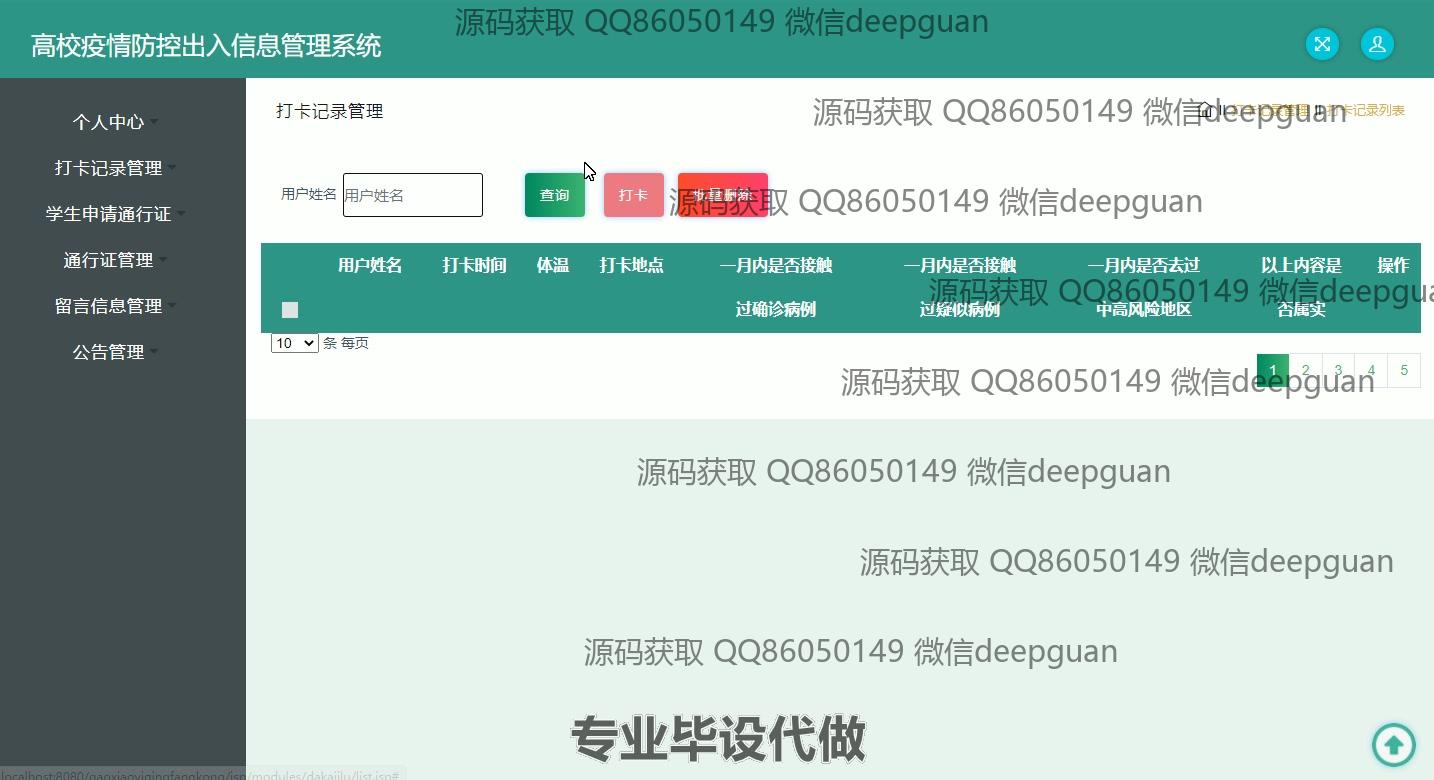 源码获取 QQ86050149 微信deepguan
高校疫情防控出入信息管理系统
个人中心
打卡记录管理
学生申请通行证
通行证管理
留言信息管理
公告管理
打卡记录管理
源码获取 QQ86050149 微信deepguan
打卡记录管理
打卡记录列表
用户姓名
用户姓名
查询
打卡
批量删除
源码获取 QQ86050149 微信deepguan
用户姓名 打卡时间 体温 打卡地点 一月内是否接触 一月内是否接触 一月内是否去过 以上内容是 操作
源码获取 QQ86050149 微信deepgua
过确诊病例 过疑似病例 中高风险地区 否属实
10 条 每页
1 2 3 4 5
源码获取 QQ86050149 微信deepguan
源码获取 QQ86050149 微信deepguan
源码获取 QQ86050149 微信deepguan
源码获取 QQ86050149 微信deepguan
专业毕设代做
localhost:8080/gaoxiaoyiqingfangkong/jsp/modules/dakajilu/list.jsp#